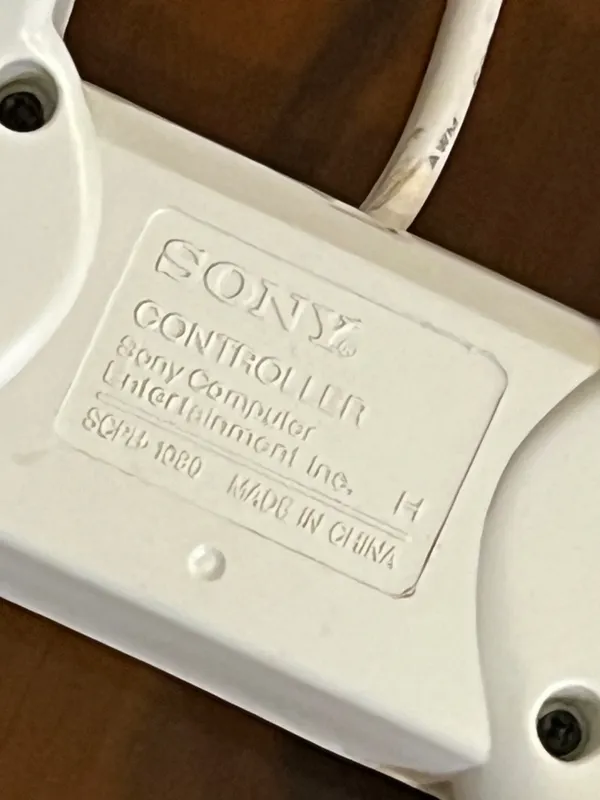 AWM
SONY®
CONTROLLER
Sony Computer
Entertainment Inc. H
SCPH-1080 MADE IN CHINA